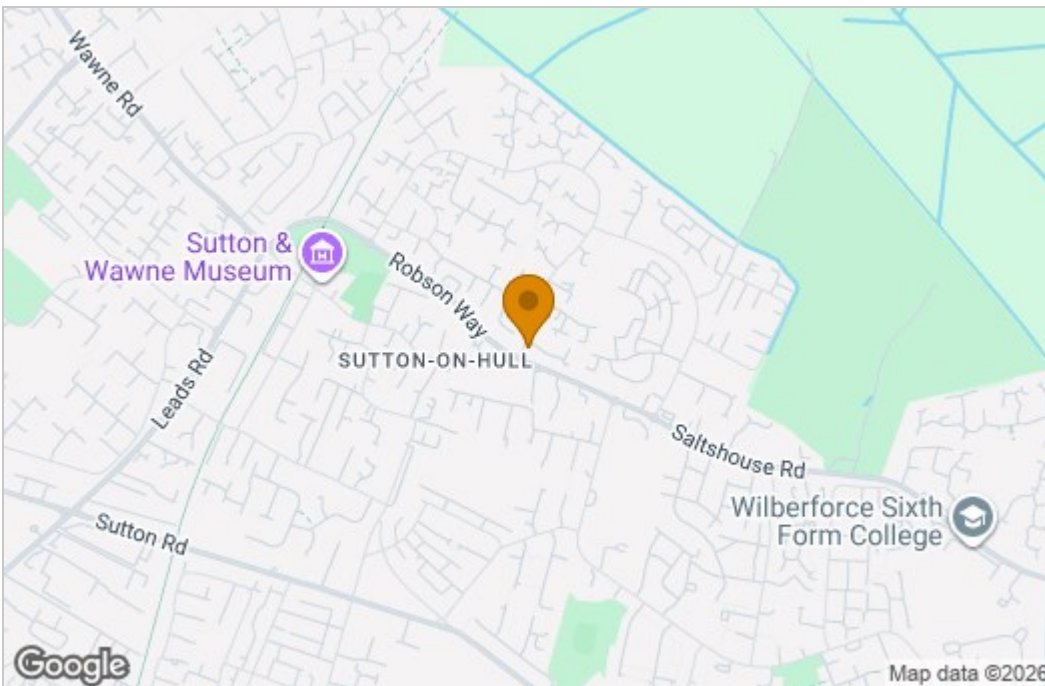 Wawne Rd
Sutton &
Wawne Museum
Robson Way
SUTTON-ON-HULL
Leads Rd
Saltshouse Rd
Wilberforce Sixth
Form College
Sutton Rd
Google
Map data ©2026